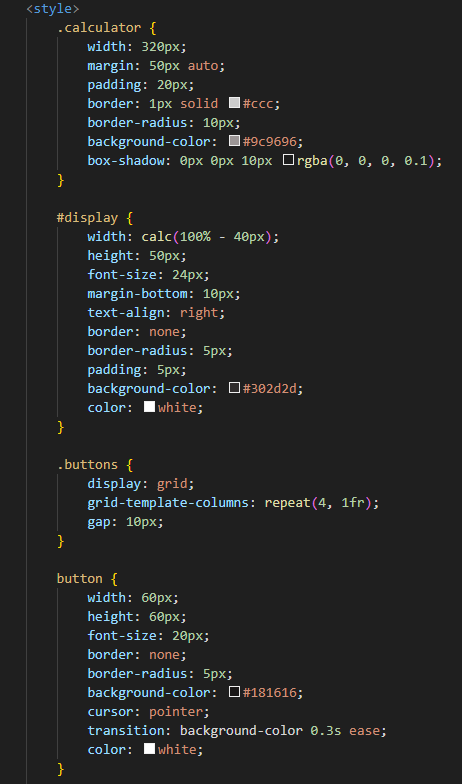 <style>
.calculator {
width: 320px;
margin: 50px auto;
padding: 20px;
border: 1px solid #ccc;
border-radius: 10px;
background-color: #9c9696;
box-shadow: 0px 0px 10px rgba(0, 0, 0, 0.1);
}
#display {
width: calc(100% - 40px);
height: 50px;
font-size: 24px;
margin-bottom: 10px;
text-align: right;
border: none;
border-radius: 5px;
padding: 5px;
background-color: #302d2d;
color: white;
}
.buttons {
display: grid;
grid-template-columns: repeat(4, 1fr);
gap: 10px;
}
button {
width: 60px;
height: 60px;
font-size: 20px;
border: none;
border-radius: 5px;
background-color: #181616;
cursor: pointer;
transition: background-color 0.3s ease;
color: white;
}